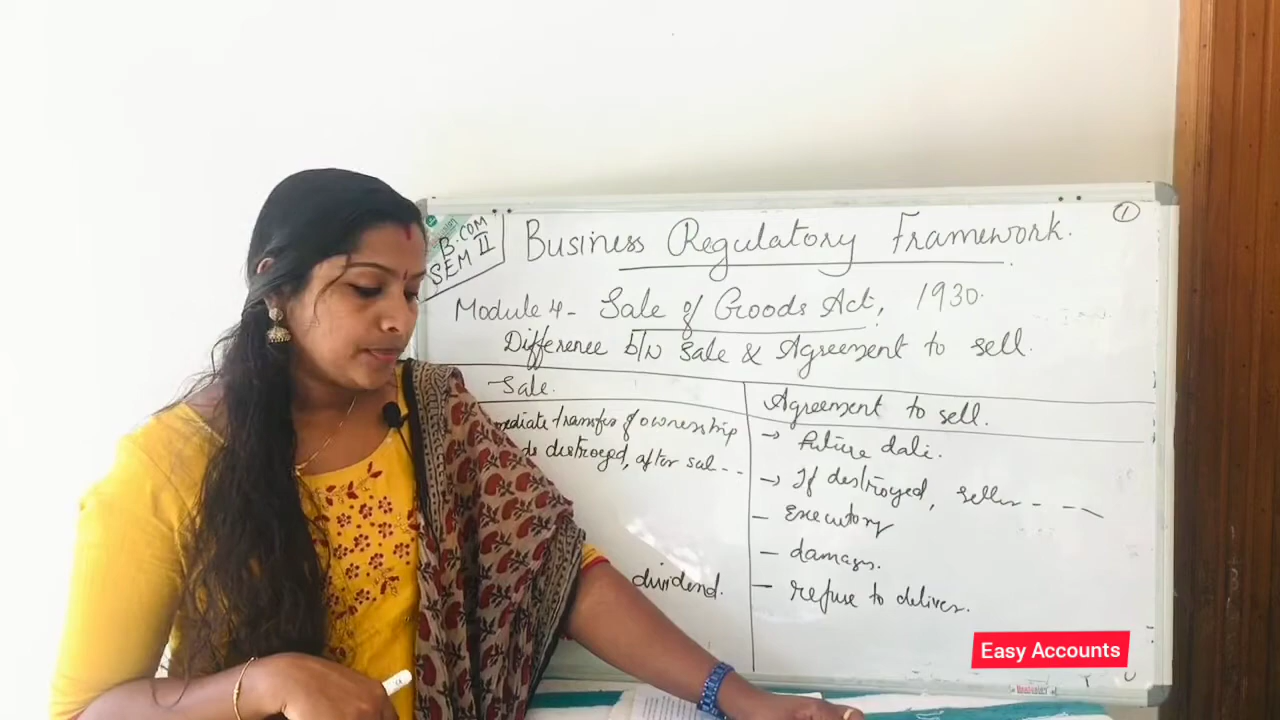 B.COM
SEM II
Business Regulatory Framework.
1
Module 4 - Sale of Goods Act, 1930.
Difference b/n Sale & Agreement to sell.
Sale.
Agreement to sell.
mediate transfer of ownership
ds destroyed, after sal - -
dividend.
→ Future date.
→ If destroyed, seller - - -
- Executory
- damages.
- refuse to deliver.
Easy Accounts